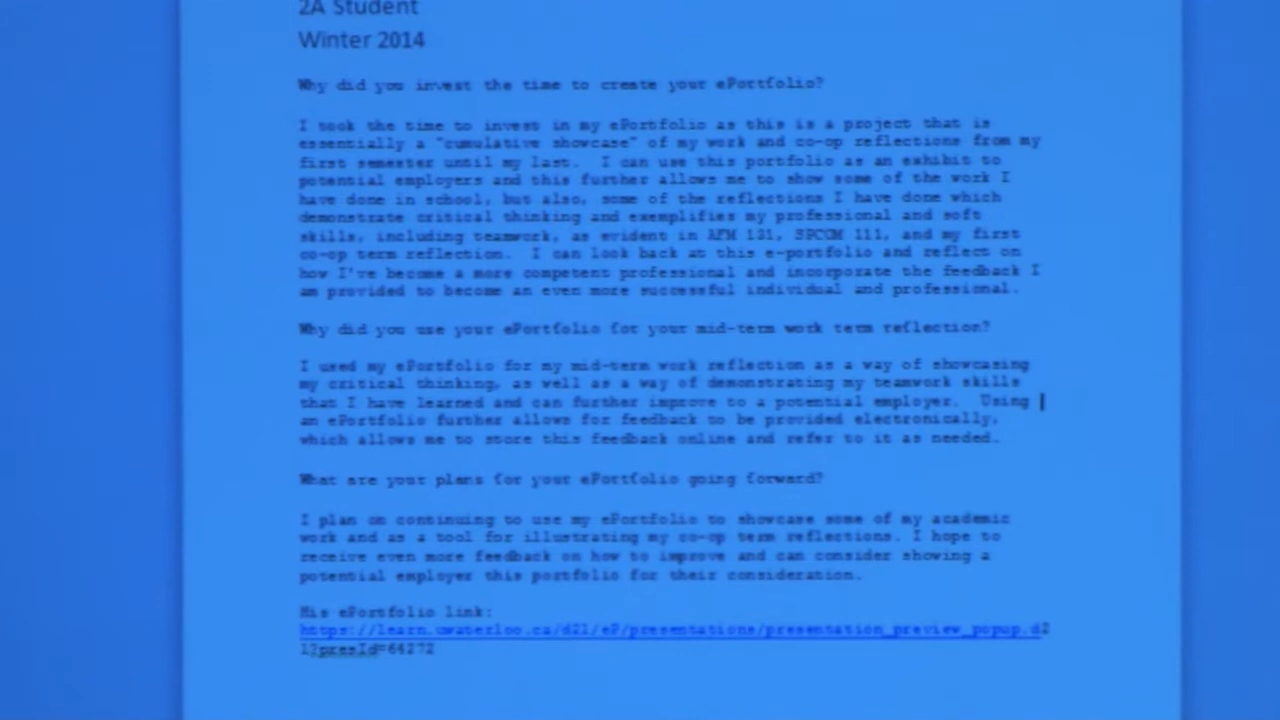 2A Student
Winter 2014
Why did you invest the time to create your ePortfolio?
I took the time to invest in my ePortfolio as this is a project that is
essentially a "cumulative showcase" of my work and co-op reflections from my
first semester until my last. I can use this portfolio as an exhibit to
potential employers and this further allows me to show some of the work I
have done in school, but also, some of the reflections I have done which
demonstrate critical thinking and exemplifies my professional and soft
skills, including teamwork, as evident in AFM 131, SPCOM 111, and my first
co-op term reflection. I can look back at this e-portfolio and reflect on
how I've become a more competent professional and incorporate the feedback I
am provided to become an even more successful individual and professional.
Why did you use your ePortfolio for your mid-term work term reflection?
I used my ePortfolio for my mid-term work reflection as a way of showcasing
my critical thinking, as well as a way of demonstrating my teamwork skills
that I have learned and can further improve to a potential employer. Using
an ePortfolio further allows for feedback to be provided electronically,
which allows me to store this feedback online and refer to it as needed.
What are your plans for your ePortfolio going forward?
I plan on continuing to use my ePortfolio to showcase some of my academic
work and as a tool for illustrating my co-op term reflections. I hope to
receive even more feedback on how to improve and can consider showing a
potential employer this portfolio for their consideration.
His ePortfolio link:
https://learn.uwaterloo.ca/d2l/eP/presentations/presentation_preview_popup.d2
l?presId=64272